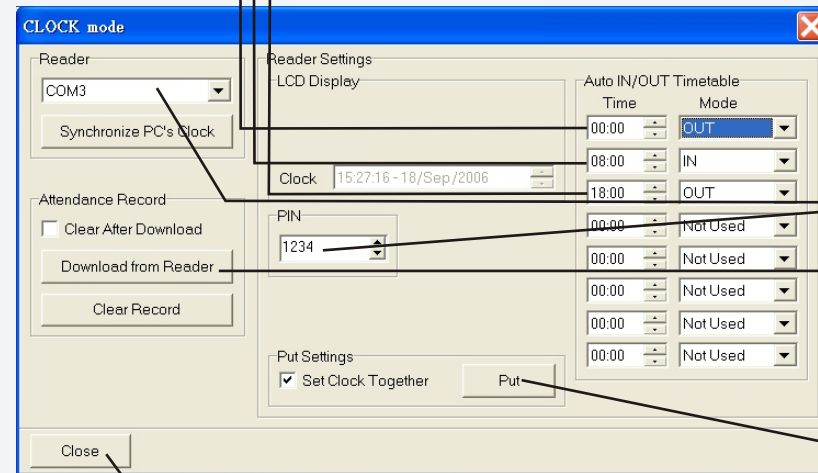 CLOCK mode
Reader
COM3
Synchronize PC's Clock
Attendance Record
Clear After Download
Download from Reader
Clear Record
Reader Settings
LCD Display
Clock 15:27:16 - 18/Sep/2006
PIN
1234
Put Settings
Set Clock Together Put
Auto IN/OUT Timetable
Time Mode
00:00 OUT
08:00 IN
18:00 OUT
00:00 Not Used
00:00 Not Used
00:00 Not Used
00:00 Not Used
00:00 Not Used
Close